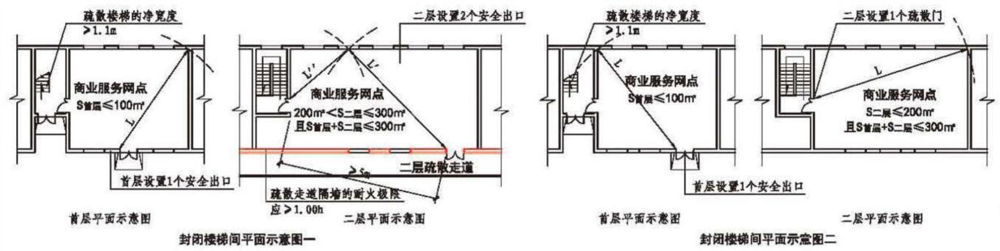 疏散楼梯的净宽度
≥1.1m
商业服务网点
S首层≤100㎡
L
首层设置1个安全出口
首层平面示意图
二层设置2个安全出口
L''
L'
商业服务网点
200㎡<S二层≤300㎡
且S首层+S二层≤300㎡
≥5m
二层疏散走道
疏散走道隔墙的耐火极限
应≥1.00h
二层平面示意图
封闭楼梯间平面示意图一
疏散楼梯的净宽度
≥1.1m
L
商业服务网点
S首层≤100㎡
首层设置1个安全出口
首层平面示意图
二层设置1个疏散门
L
商业服务网点
S二层≤200㎡
且S首层+S二层≤300㎡
二层平面示意图
封闭楼梯间平面示意图二